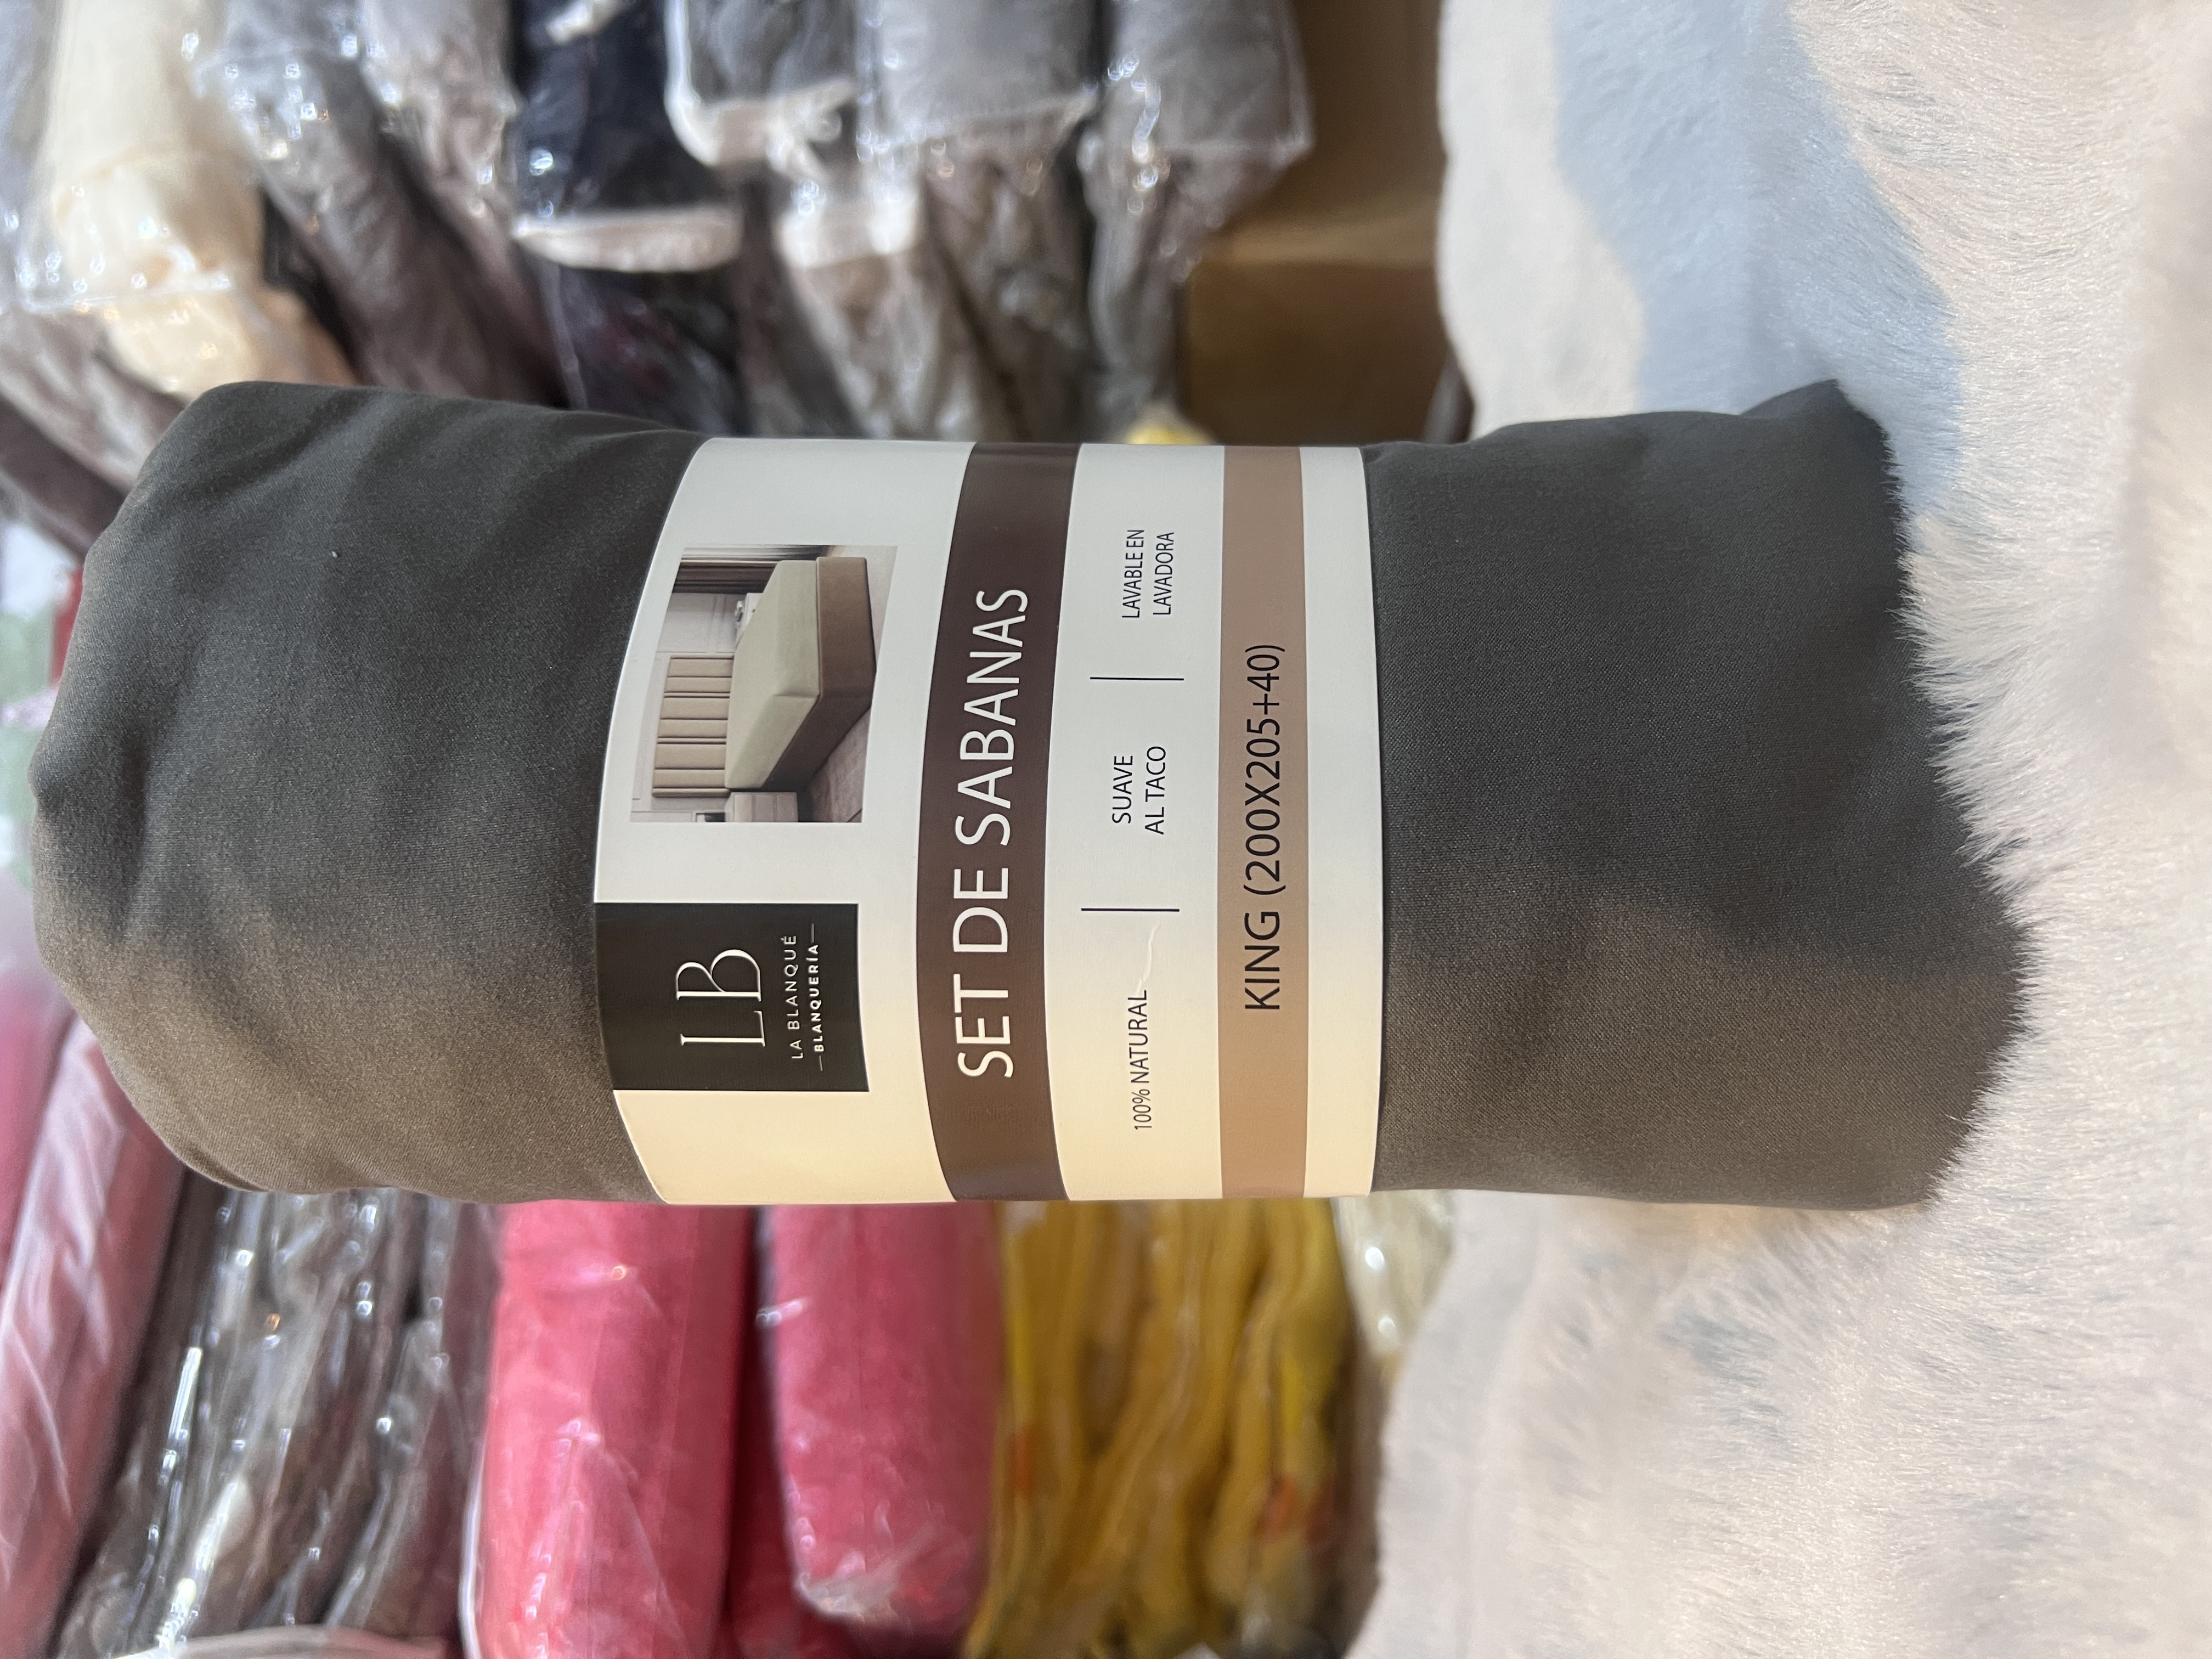 LB
LA BLANQUÉ
BLANQUERÍA
SET DE SABANAS
100% NATURAL
SUAVE
AL TACO
LAVABLE EN
LAVADORA
KING (200X205+40)